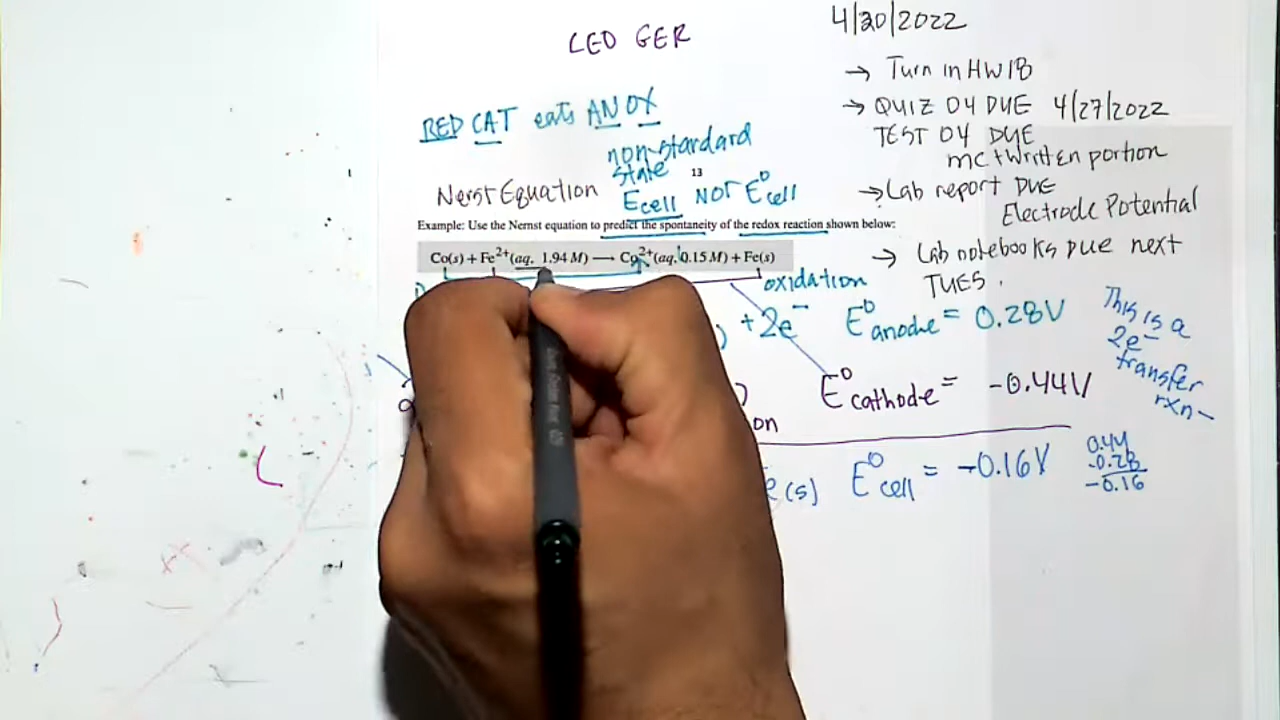 LEO GER
4/20/2022
→ Turn in HW18
→ QUIZ 04 DUE 4/27/2022
TEST 04 DUE
mc + written portion
→ Lab report DUE
Electrode Potential
→ Lab notebooks DUE next
TUES.
RED CAT eats AN OX
non-standard
state
13
Nerst Equation
Ecell NOT E°cell
Example: Use the Nernst equation to predict the spontaneity of the redox reaction shown below:
Co(s) + Fe2+(aq. 1.94 M) ⟶ Co2+(aq. 0.15 M) + Fe(s)
oxidation
+2e⁻ E°anode = 0.28V
This is a
2e⁻
transfer
rxn -
E°cathode = -0.44V
on
e(s) E°cell = -0.16V
0.44
-0.28
-0.16